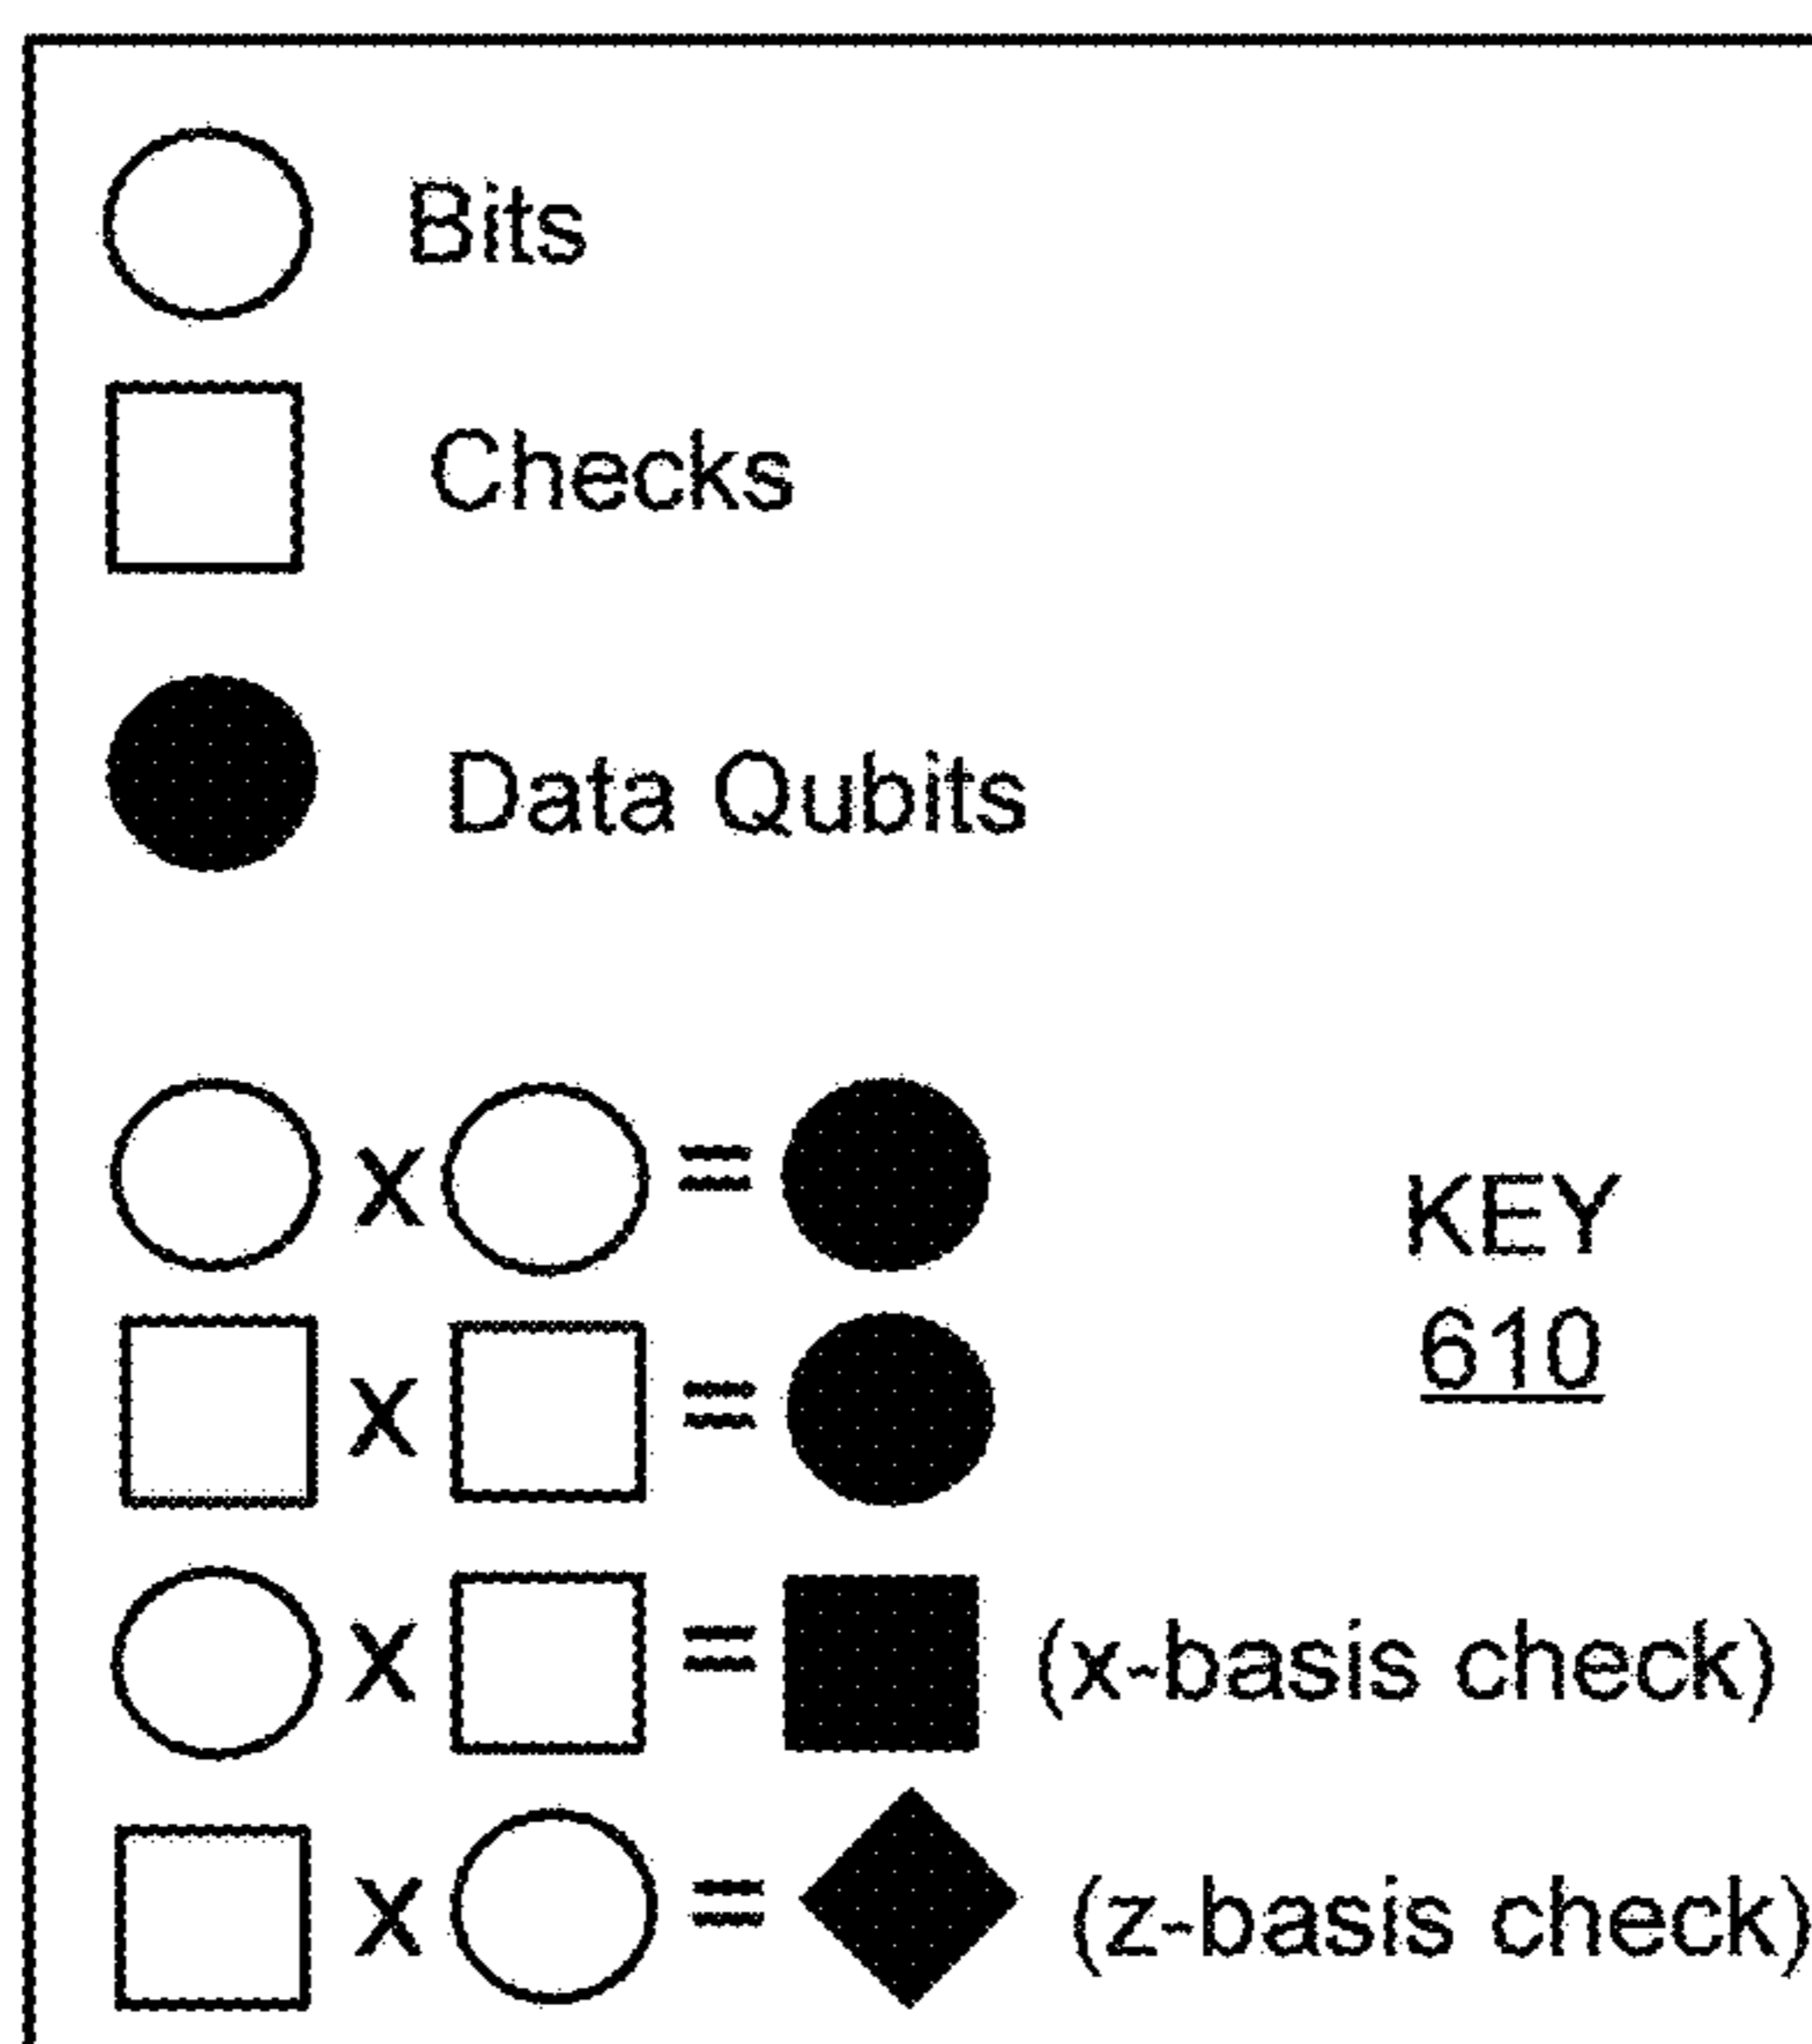 Bits
Checks
Data Qubits
x =
KEY
x =
610
x = (x-basis check)
x = (z-basis check)